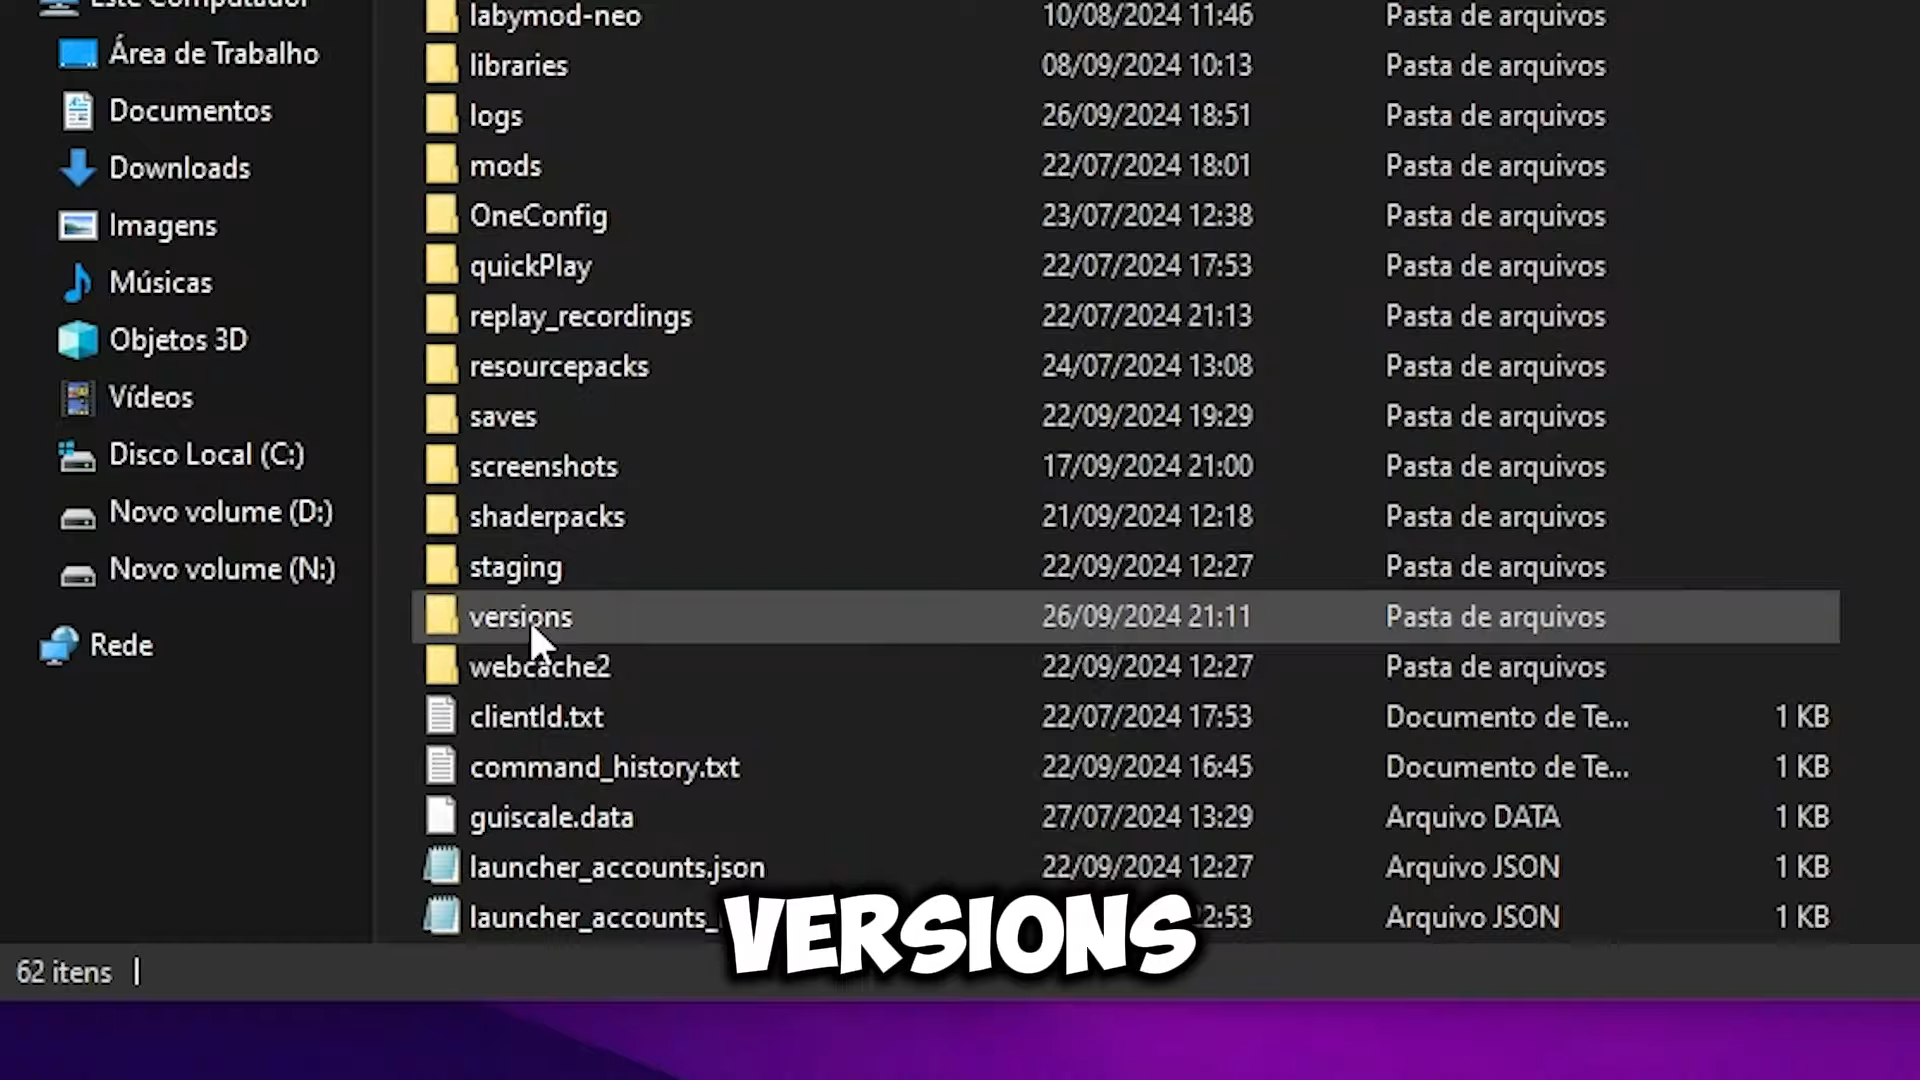 Este Computador
Área de Trabalho
Documentos
Downloads
Imagens
Músicas
Objetos 3D
Vídeos
Disco Local (C:)
Novo volume (D:)
Novo volume (N:)
Rede
labymod-neo 10/08/2024 11:46 Pasta de arquivos
libraries 08/09/2024 10:13 Pasta de arquivos
logs 26/09/2024 18:51 Pasta de arquivos
mods 22/07/2024 18:01 Pasta de arquivos
OneConfig 23/07/2024 12:38 Pasta de arquivos
quickPlay 22/07/2024 17:53 Pasta de arquivos
replay_recordings 22/07/2024 21:13 Pasta de arquivos
resourcepacks 24/07/2024 13:08 Pasta de arquivos
saves 22/09/2024 19:29 Pasta de arquivos
screenshots 17/09/2024 21:00 Pasta de arquivos
shaderpacks 21/09/2024 12:18 Pasta de arquivos
staging 22/09/2024 12:27 Pasta de arquivos
versions 26/09/2024 21:11 Pasta de arquivos
webcache2 22/09/2024 12:27 Pasta de arquivos
clientId.txt 22/07/2024 17:53 Documento de Te... 1 KB
command_history.txt 22/09/2024 16:45 Documento de Te... 1 KB
guiscale.data 27/07/2024 13:29 Arquivo DATA 1 KB
launcher_accounts.json 22/09/2024 12:27 Arquivo JSON 1 KB
launcher_accounts_ 2:53 Arquivo JSON 1 KB
VERSIONS
62 itens